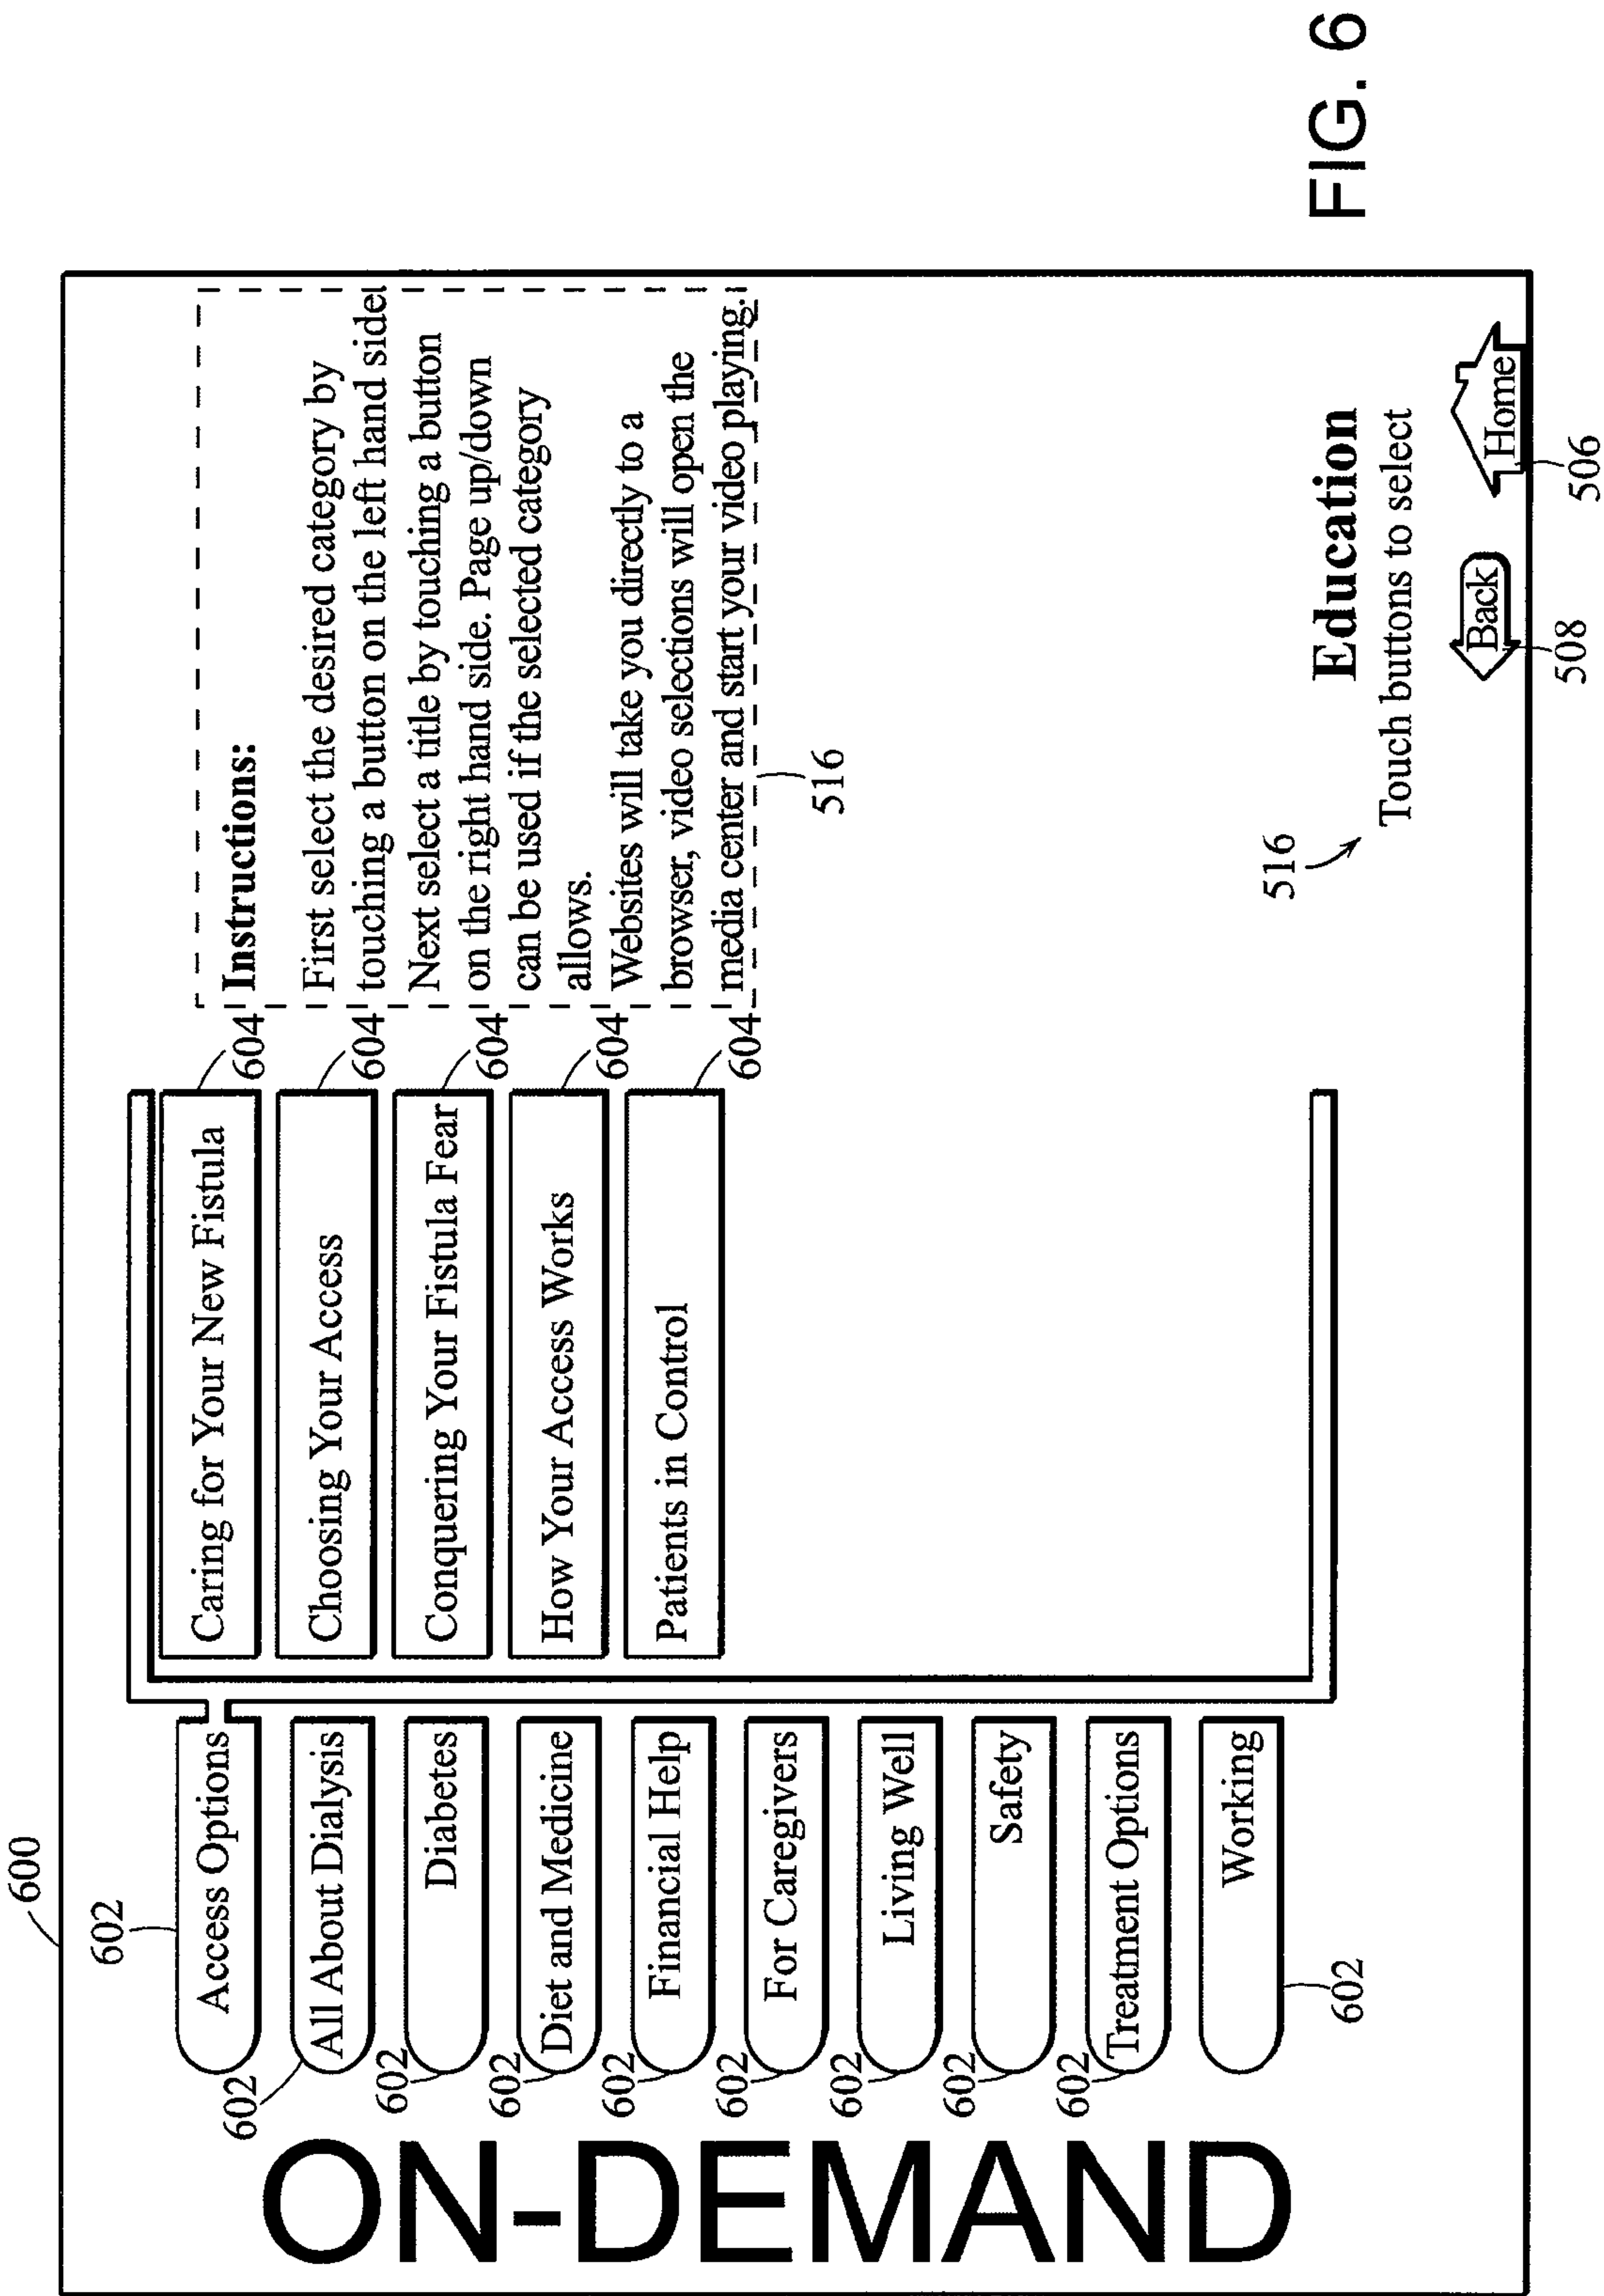 600
ON-DEMAND
602
Access Options
602
All About Dialysis
602
Diabetes
602
Diet and Medicine
602
Financial Help
602
For Caregivers
602
Living Well
602
Safety
602
Treatment Options
Working
602
Caring for Your New Fistula
604
Choosing Your Access
604
Conquering Your Fistula Fear
604
How Your Access Works
604
Patients in Control
604
Instructions:
First select the desired category by
touching a button on the left hand side
Next select a title by touching a button
on the right hand side. Page up/down
can be used if the selected category
allows.
Websites will take you directly to a
browser, video selections will open the
media center and start your video playing.
516
516
Education
Touch buttons to select
Back
508
Home
506
FIG. 6